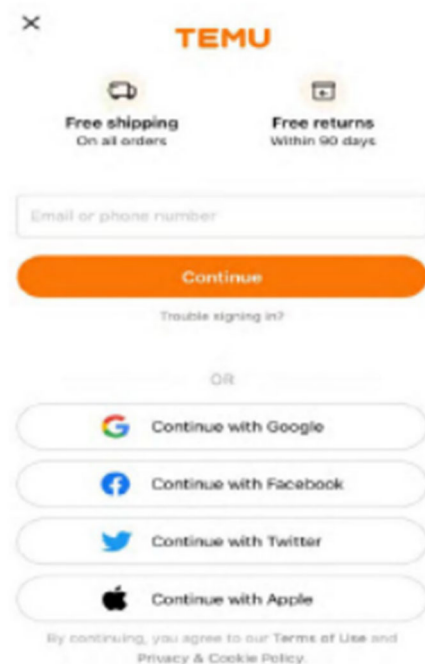 TEMU
Free shipping
On all orders
Free returns
Within 90 days
Email or phone number
Continue
Trouble signing in?
OR
Continue with Google
Continue with Facebook
Continue with Twitter
Continue with Apple
By continuing, you agree to our Terms of Use and
Privacy & Cookie Policy.